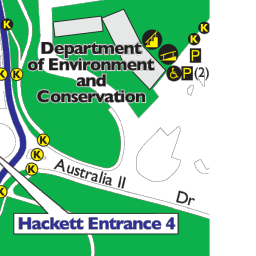 K
K
P
Department
of Environment
and
Conservation
K K
P (2)
K
K
K
Australia II
Dr
K
Hackett Entrance 4